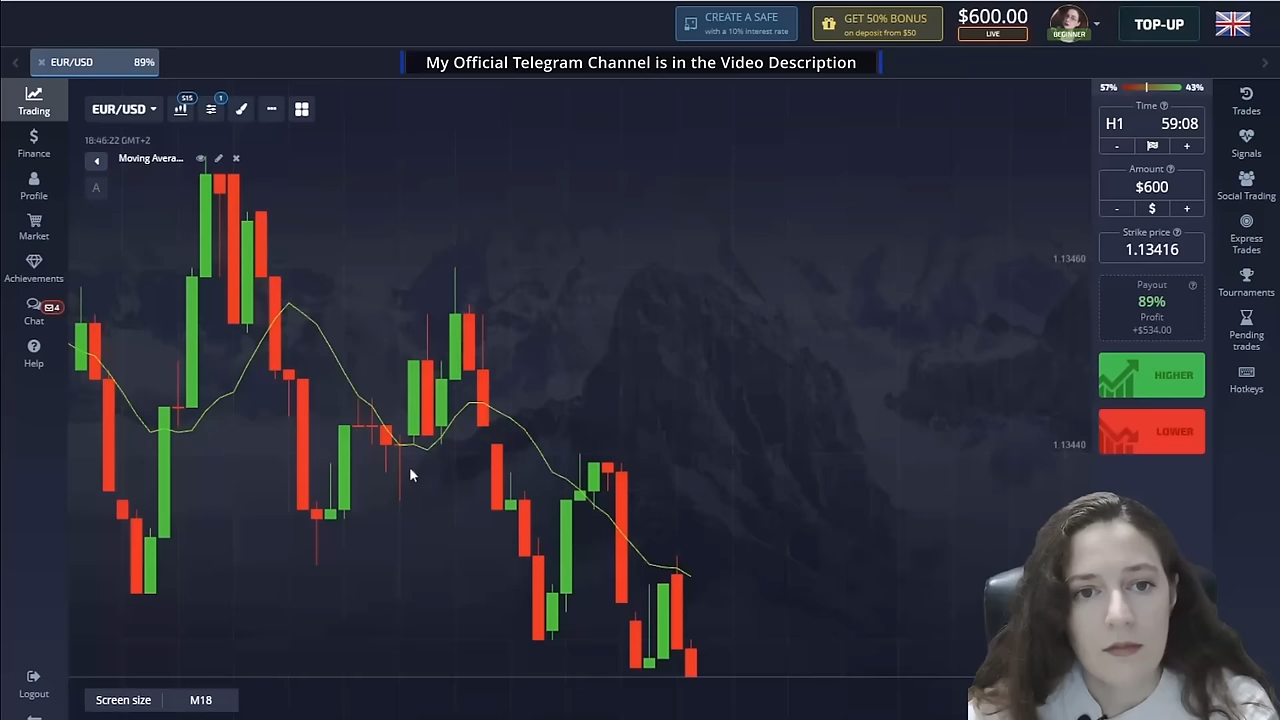 CREATE A SAFE
with a 10% interest rate
GET 50% BONUS
on deposit from $50
$600.00
LIVE
BEGINNER
TOP-UP
EUR/USD
89%
My Official Telegram Channel is in the Video Description
Trading
Finance
Profile
Market
Achievements
4
Chat
Help
Logout
EUR/USD
S15
1
18:46:22 GMT+2
Moving Avera...
A
1.13460
1.13440
57%
43%
Time
H1
59:08
-
+
Amount
$600
-
$
+
Strike price
1.13416
Payout
89%
Profit
+$534.00
HIGHER
LOWER
Trades
Signals
Social Trading
Express
Trades
Tournaments
Pending
trades
Hotkeys
Screen size
M18